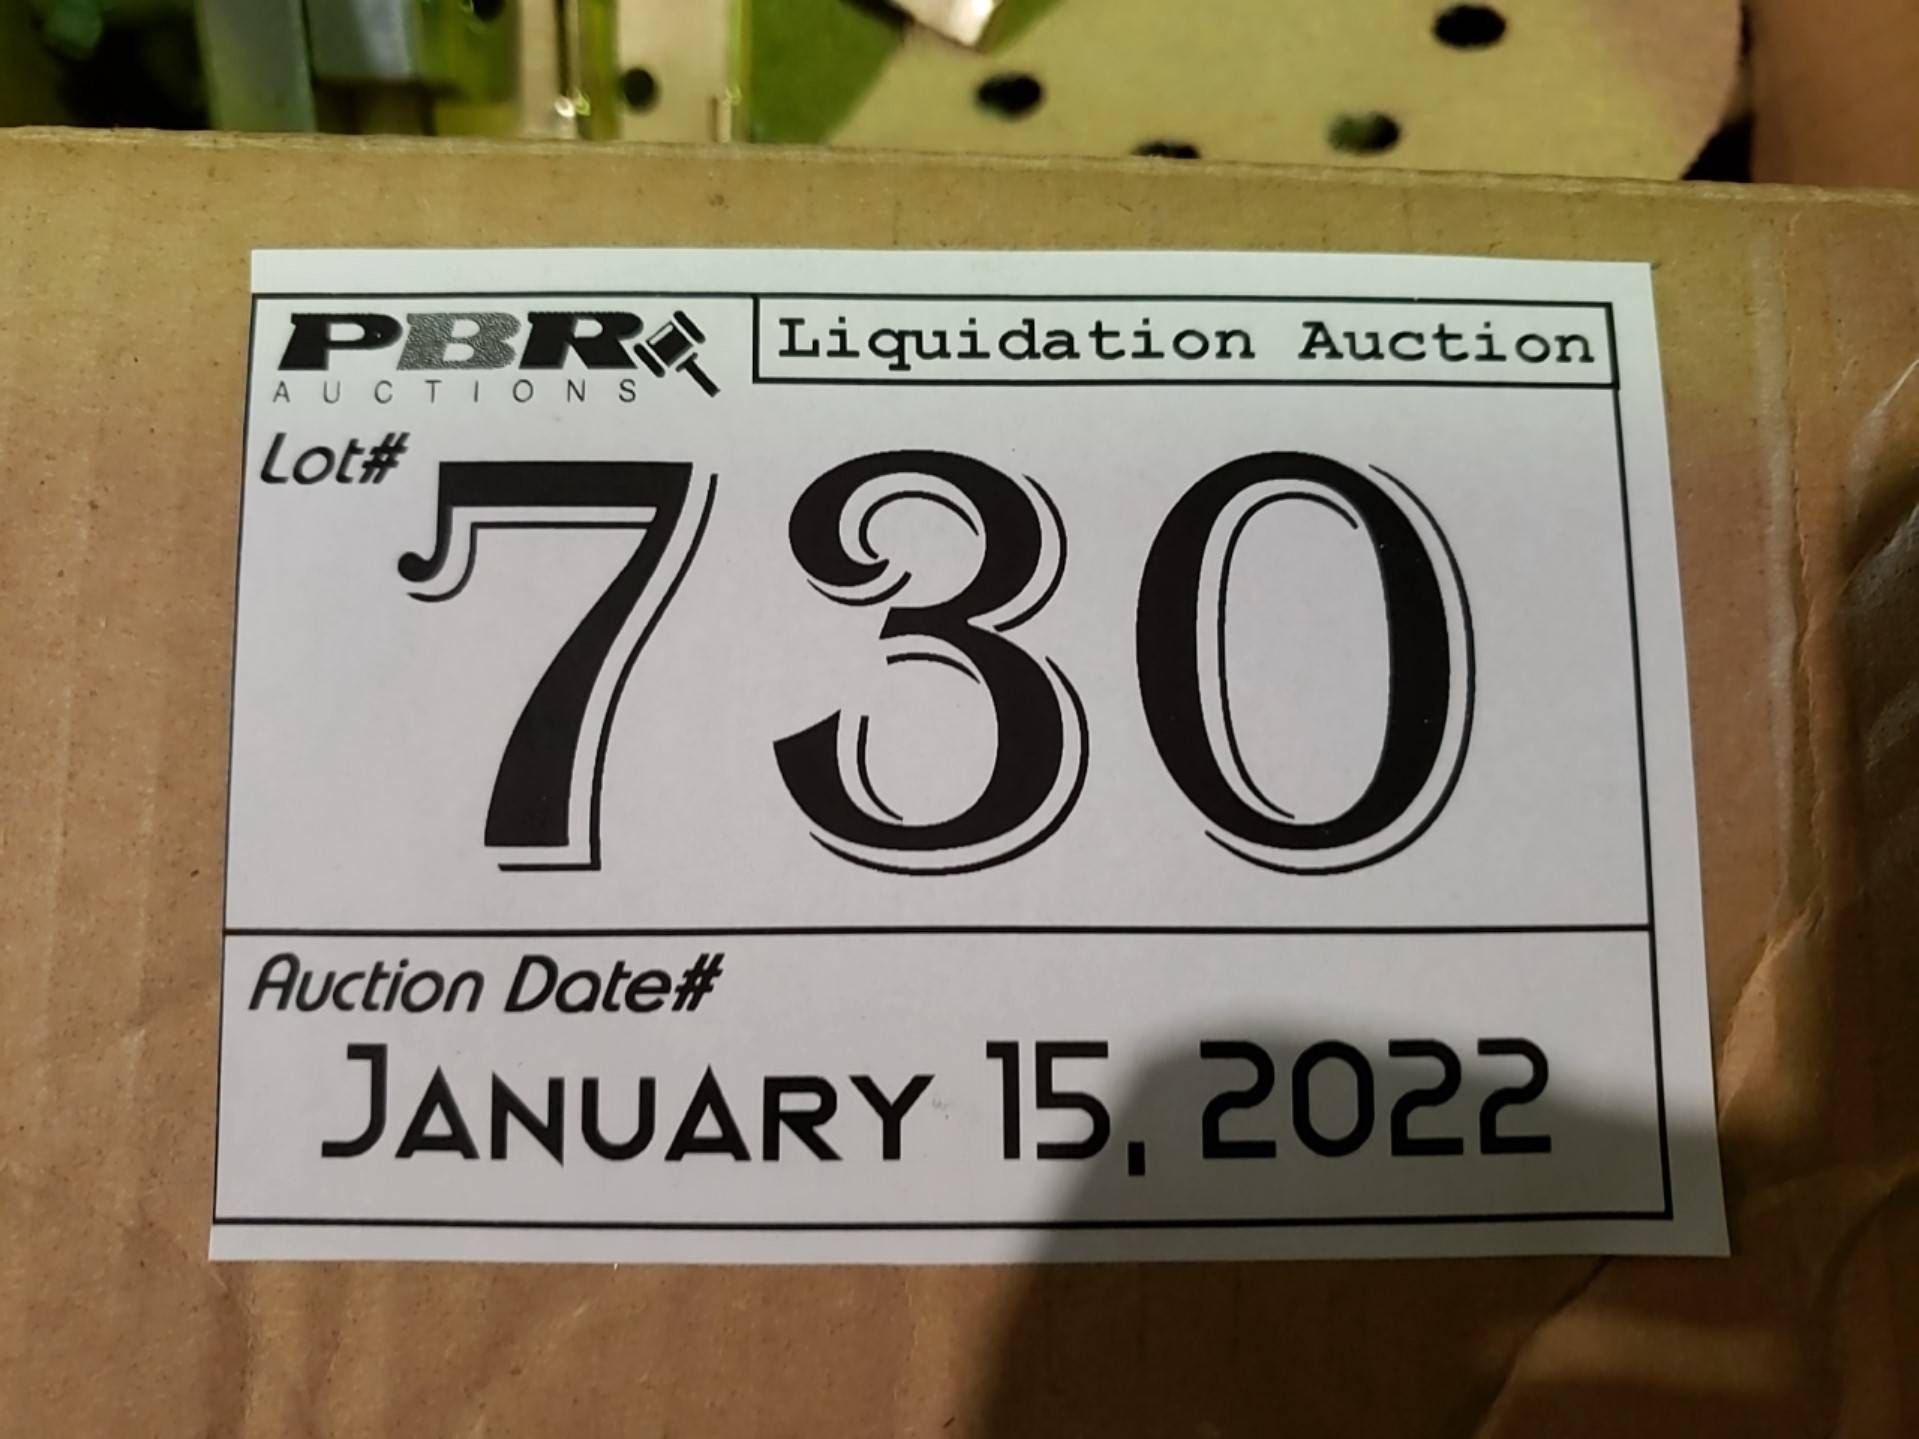 PBR
AUCTIONS
Liquidation Auction
Lot#
730
Auction Date#
JANUARY 15, 2022